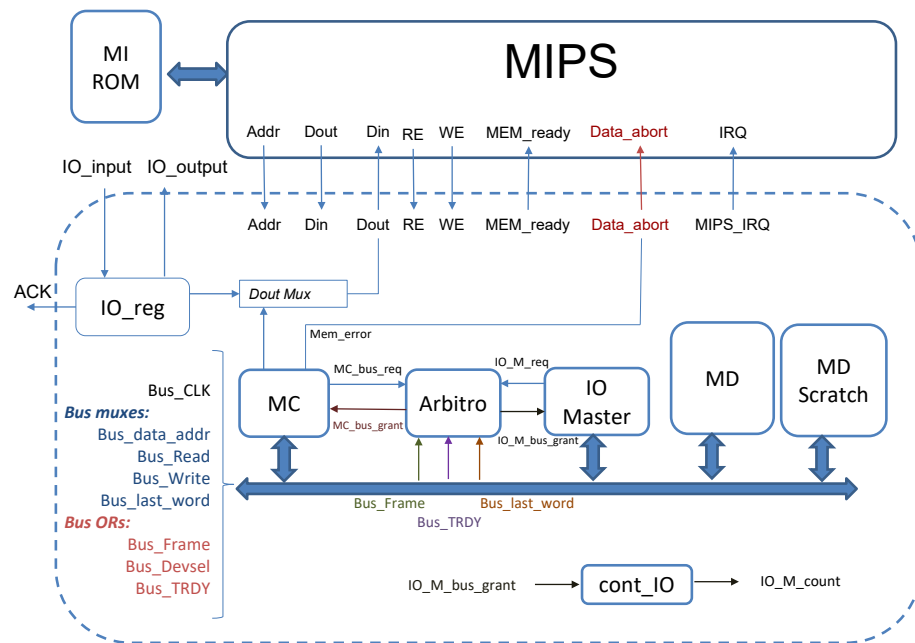 MI
ROM
MIPS
Addr Dout Din RE WE MEM_ready Data_abort IRQ
IO_input IO_output
Addr Din Dout RE WE MEM_ready Data_abort MIPS_IRQ
ACK
IO_reg
Dout Mux
Mem_error
MC_bus_req
IO_M_req
MC
Arbitro
IO
Master
MD
MD
Scratch
MC_bus_grant
IO_M_bus_grant
Bus_CLK
Bus muxes:
Bus_data_addr
Bus_Read
Bus_Write
Bus_last_word
Bus ORs:
Bus_Frame
Bus_Devsel
Bus_TRDY
Bus_Frame
Bus_last_word
Bus_TRDY
IO_M_bus_grant
cont_IO
IO_M_count